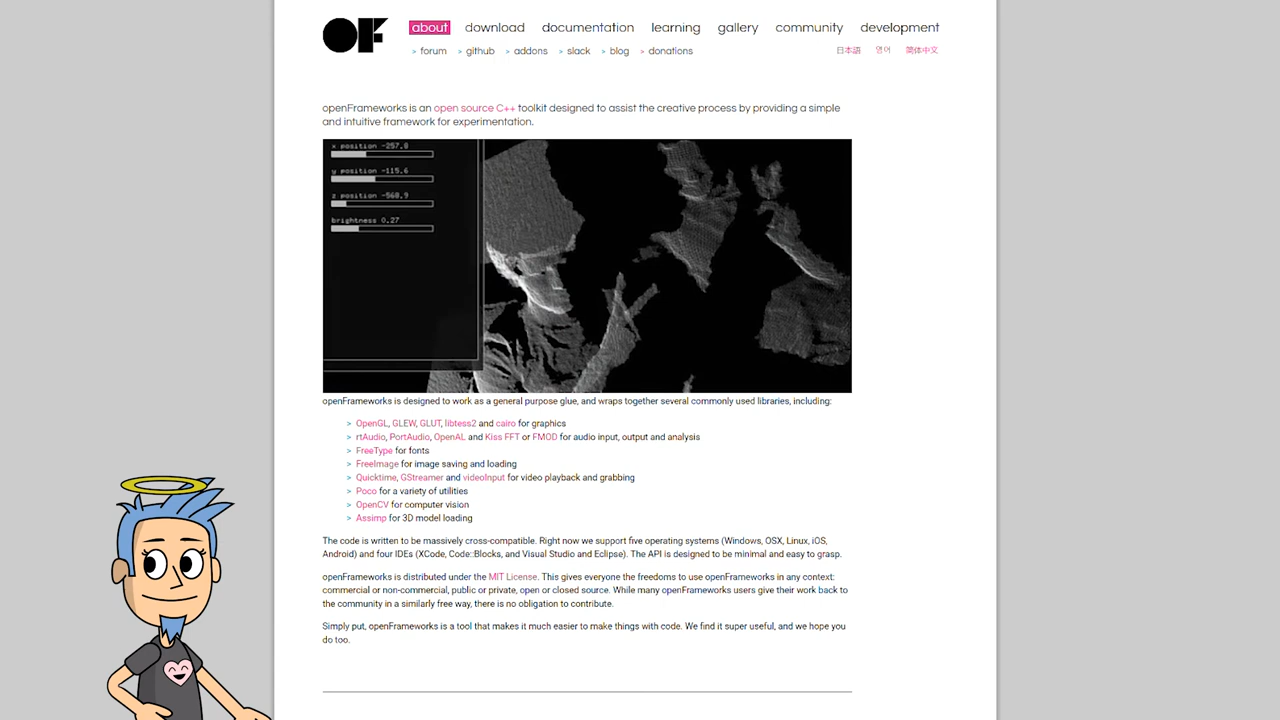 OF about download documentation learning gallery community development
> forum > github > addons > slack > blog > donations 日本語 영어 简体中文
openFrameworks is an open source C++ toolkit designed to assist the creative process by providing a simple
and intuitive framework for experimentation.
x position -257.0
y position -115.6
z position -560.9
brightness 0.27
openFrameworks is designed to work as a general purpose glue, and wraps together several commonly used libraries, including:
> OpenGL, GLEW, GLUT, libtess2 and cairo for graphics
> rtAudio, PortAudio, OpenAL and Kiss FFT or FMOD for audio input, output and analysis
> FreeType for fonts
> FreeImage for image saving and loading
> Quicktime, GStreamer and videoInput for video playback and grabbing
> Poco for a variety of utilities
> OpenCV for computer vision
> Assimp for 3D model loading
The code is written to be massively cross-compatible. Right now we support five operating systems (Windows, OSX, Linux, iOS,
Android) and four IDEs (XCode, Code::Blocks, and Visual Studio and Eclipse). The API is designed to be minimal and easy to grasp.
openFrameworks is distributed under the MIT License. This gives everyone the freedoms to use openFrameworks in any context:
commercial or non-commercial, public or private, open or closed source. While many openFrameworks users give their work back to
the community in a similarly free way, there is no obligation to contribute.
Simply put, openFrameworks is a tool that makes it much easier to make things with code. We find it super useful, and we hope you
do too.